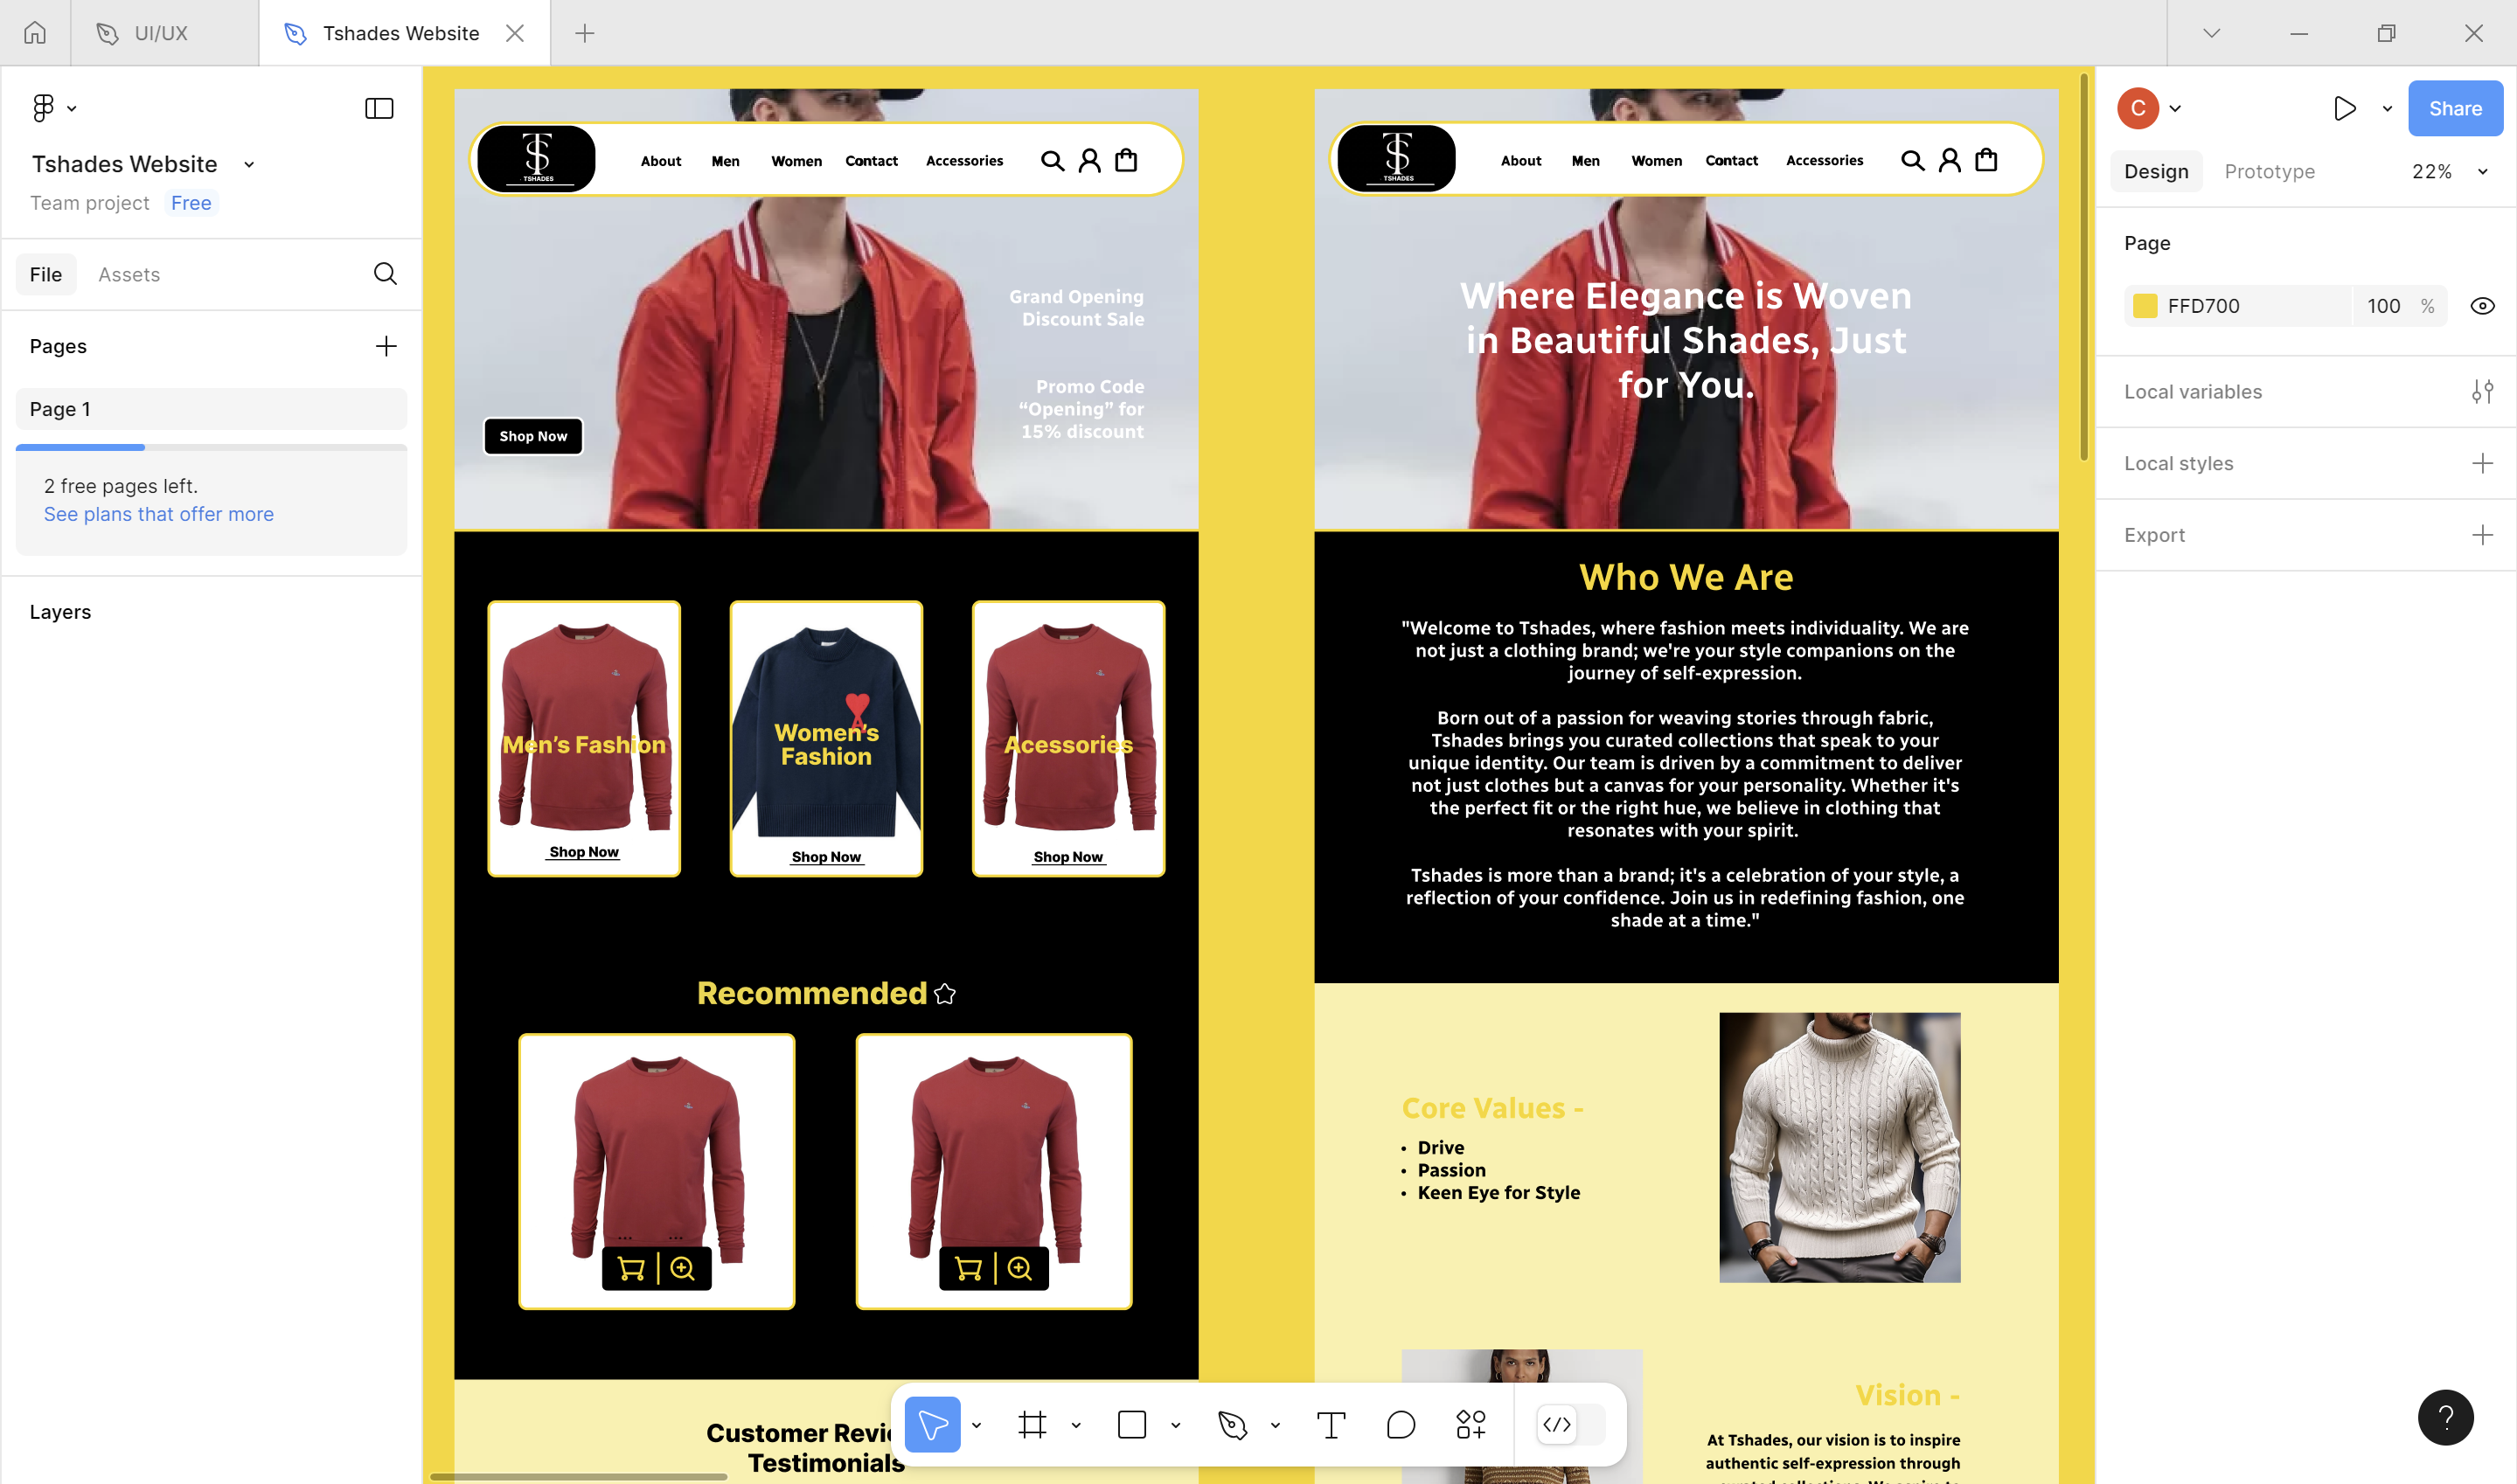 UI/UX
Tshades Website
Tshades Website
Team project Free
File Assets
Pages
Page 1
2 free pages left.
See plans that offer more
Layers
TS
TSHADES
About Men Women Contact Accessories
Grand Opening
Discount Sale
Promo Code
“Opening” for
15% discount
Shop Now
Men’s Fashion
Shop Now
Women’s
Fashion
Shop Now
Acessories
Shop Now
Recommended
Customer Revie
Testimonials
TS
TSHADES
About Men Women Contact Accessories
Where Elegance is Woven
in Beautiful Shades, Just
for You.
Who We Are
"Welcome to Tshades, where fashion meets individuality. We are
not just a clothing brand; we're your style companions on the
journey of self-expression.
Born out of a passion for weaving stories through fabric,
Tshades brings you curated collections that speak to your
unique identity. Our team is driven by a commitment to deliver
not just clothes but a canvas for your personality. Whether it's
the perfect fit or the right hue, we believe in clothing that
resonates with your spirit.
Tshades is more than a brand; it's a celebration of your style, a
reflection of your confidence. Join us in redefining fashion, one
shade at a time."
Core Values -
• Drive
• Passion
• Keen Eye for Style
Vision -
At Tshades, our vision is to inspire
authentic self-expression through
C
Share
Design Prototype 22%
Page
FFD700 100 %
Local variables
Local styles
Export
?